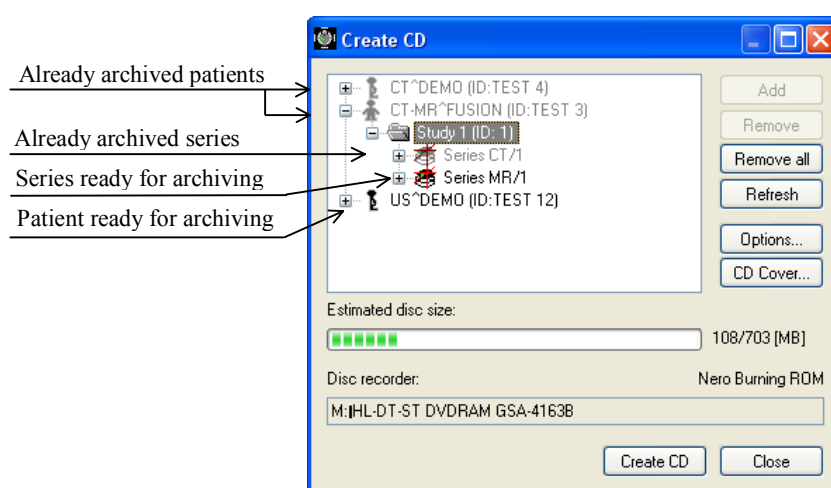 Create CD
Already archived patients
CT^DEMO (ID:TEST 4)
Add
CT-MR^FUSION (ID:TEST 3)
Remove
Study 1 (ID: 1)
Already archived series
Series CT/1
Remove all
Series ready for archiving
Series MR/1
Refresh
US^DEMO (ID:TEST 12)
Patient ready for archiving
Options...
CD Cover...
Estimated disc size:
108/703 [MB]
Disc recorder:
Nero Burning ROM
M:HL-DT-ST DVDRAM GSA-4163B
Create CD
Close